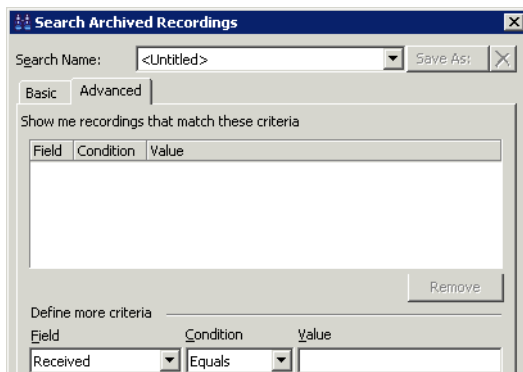 Search Archived Recordings
Search Name: <Untitled> Save As:
Basic Advanced
Show me recordings that match these criteria
Field Condition Value
Remove
Define more criteria
Field Condition Value
Received Equals